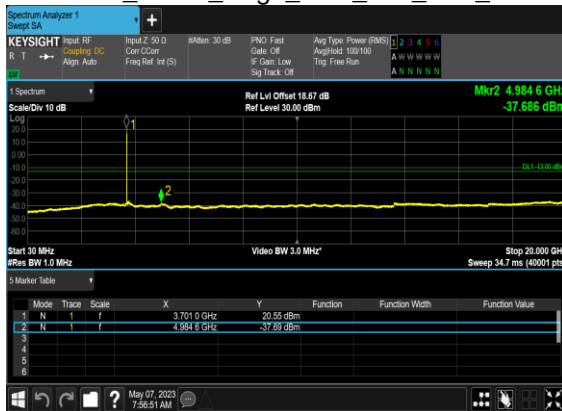 Spectrum Analyzer 1
Swept SA
KEYSIGHT Input: RF Input Z: 50 Ω #Atten: 30 dB PNO: Fast Avg Type: Power (RMS) 1 2 3 4 5 6
R T Coupling: DC Corr CCorr Gate: Off Avg|Hold: 100/100 A W W W W W
Align: Auto Freq Ref: Int (S) IF Gain: Low Trig: Free Run
Sig Track: Off A N N N N N
1 Spectrum Ref Lvl Offset 18.67 dB Mkr2 4.984 6 GHz
Scale/Div 10 dB Ref Level 30.00 dBm -37.686 dBm
Log
20.0
1
10.0
0.00
-10.0
DL1 -13.00 dBm
-20.0
-30.0
2
-40.0
-50.0
-60.0
Start 30 MHz Video BW 3.0 MHz* Stop 20.000 GHz
#Res BW 1.0 MHz Sweep 34.7 ms (40001 pts)
5 Marker Table
Mode Trace Scale X Y Function Function Width Function Value
1 N 1 f 3.701 0 GHz 20.55 dBm
2 N 1 f 4.984 6 GHz -37.69 dBm
3
4
5
6
? May 07, 2023
7:56:51 AM